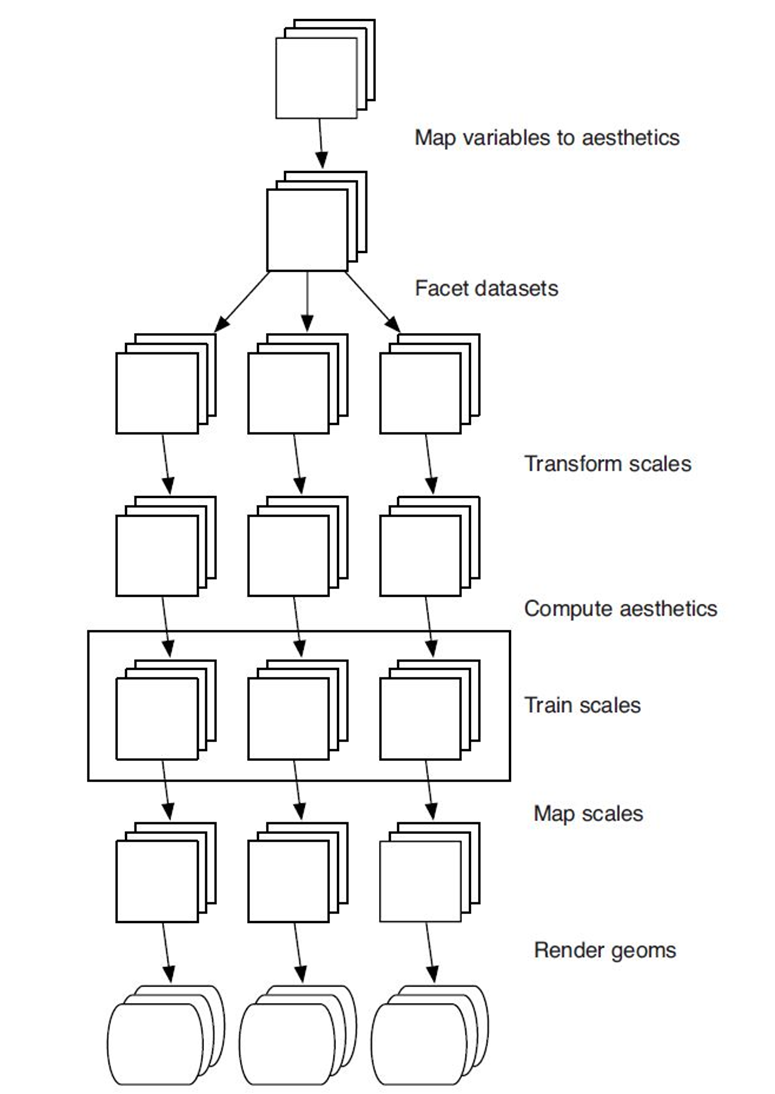 Map variables to aesthetics
Facet datasets
Transform scales
Compute aesthetics
Train scales
Map scales
Render geoms